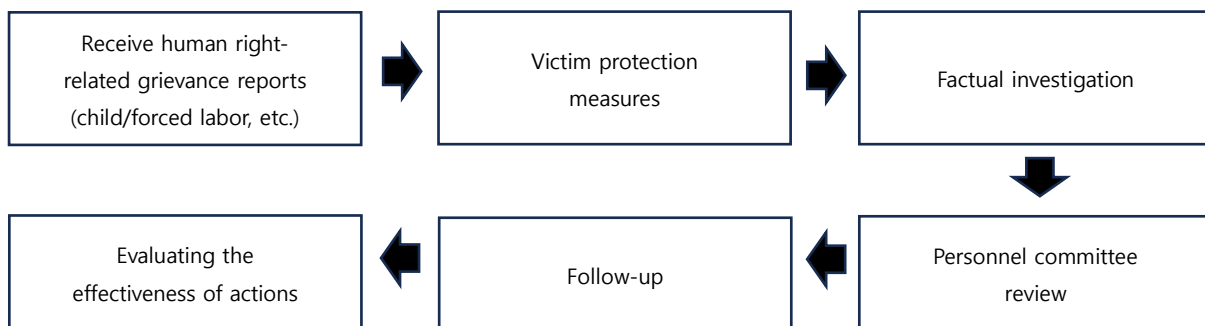 Receive human right-
related grievance reports
(child/forced labor, etc.)
Victim protection
measures
Factual investigation
Personnel committee
review
Follow-up
Evaluating the
effectiveness of actions